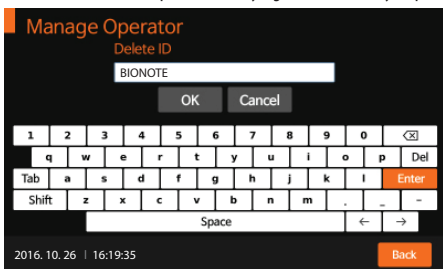 Manage Operator
Delete ID
BIONOTE
OK Cancel
1 2 3 4 5 6 7 8 9 0
q w e r t y u i o p Del
Tab a s d f g h j k l Enter
Shift z x c v b n m . _ -
Space ← →
2016. 10. 26 | 16:19:35 Back